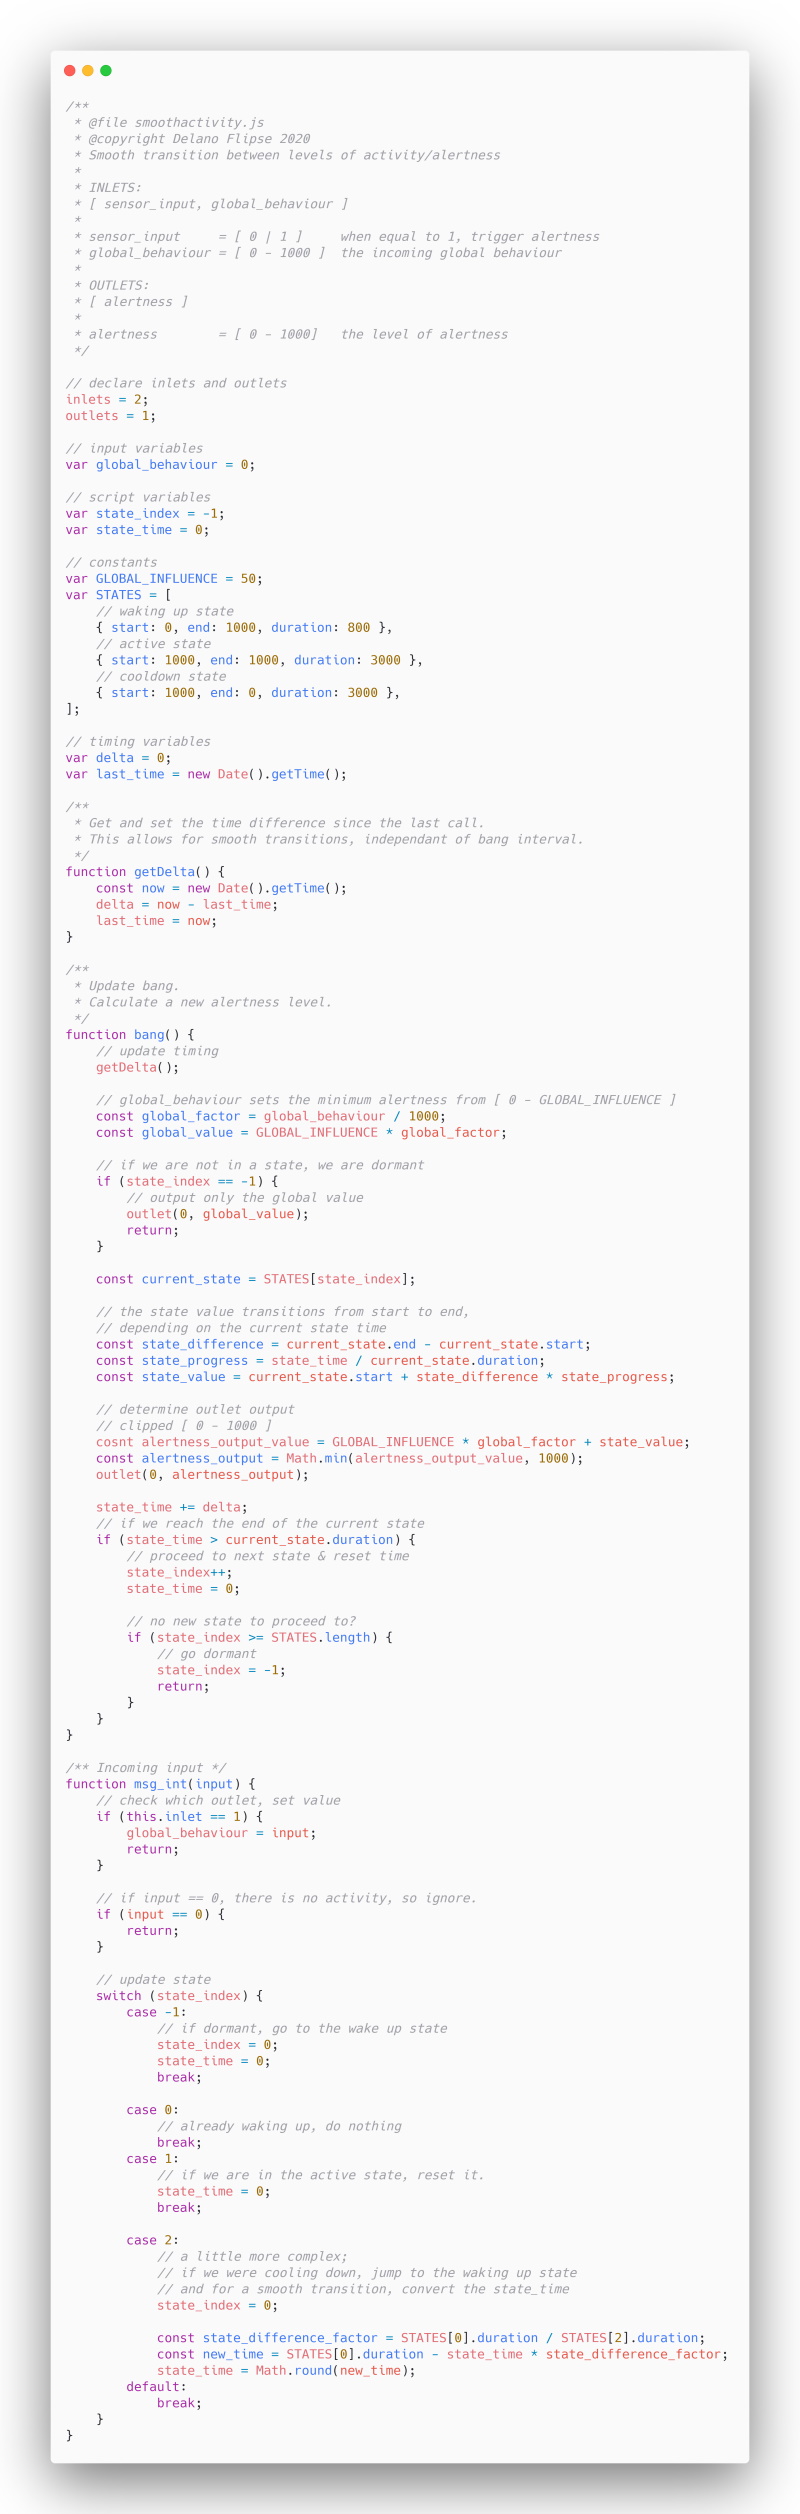 /**
 * @file smoothactivity.js
 * @copyright Delano Flipse 2020
 * Smooth transition between levels of activity/alertness
 *
 * INLETS:
 * [ sensor_input, global_behaviour ]
 *
 * sensor_input     = [ 0 | 1 ]     when equal to 1, trigger alertness
 * global_behaviour = [ 0 - 1000 ]  the incoming global behaviour
 *
 * OUTLETS:
 * [ alertness ]
 *
 * alertness        = [ 0 - 1000]   the level of alertness
 */

// declare inlets and outlets
inlets = 2;
outlets = 1;

// input variables
var global_behaviour = 0;

// script variables
var state_index = -1;
var state_time = 0;

// constants
var GLOBAL_INFLUENCE = 50;
var STATES = [
    // waking up state
    { start: 0, end: 1000, duration: 800 },
    // active state
    { start: 1000, end: 1000, duration: 3000 },
    // cooldown state
    { start: 1000, end: 0, duration: 3000 },
];

// timing variables
var delta = 0;
var last_time = new Date().getTime();

/**
 * Get and set the time difference since the last call.
 * This allows for smooth transitions, independant of bang interval.
 */
function getDelta() {
    const now = new Date().getTime();
    delta = now - last_time;
    last_time = now;
}

/**
 * Update bang.
 * Calculate a new alertness level.
 */
function bang() {
    // update timing
    getDelta();

    // global_behaviour sets the minimum alertness from [ 0 - GLOBAL_INFLUENCE ]
    const global_factor = global_behaviour / 1000;
    const global_value = GLOBAL_INFLUENCE * global_factor;

    // if we are not in a state, we are dormant
    if (state_index == -1) {
        // output only the global value
        outlet(0, global_value);
        return;
    }

    const current_state = STATES[state_index];

    // the state value transitions from start to end,
    // depending on the current state time
    const state_difference = current_state.end - current_state.start;
    const state_progress = state_time / current_state.duration;
    const state_value = current_state.start + state_difference * state_progress;

    // determine outlet output
    // clipped [ 0 - 1000 ]
    cosnt alertness_output_value = GLOBAL_INFLUENCE * global_factor + state_value;
    const alertness_output = Math.min(alertness_output_value, 1000);
    outlet(0, alertness_output);

    state_time += delta;
    // if we reach the end of the current state
    if (state_time > current_state.duration) {
        // proceed to next state & reset time
        state_index++;
        state_time = 0;

        // no new state to proceed to?
        if (state_index >= STATES.length) {
            // go dormant
            state_index = -1;
            return;
        }
    }
}

/** Incoming input */
function msg_int(input) {
    // check which outlet, set value
    if (this.inlet == 1) {
        global_behaviour = input;
        return;
    }

    // if input == 0, there is no activity, so ignore.
    if (input == 0) {
        return;
    }

    // update state
    switch (state_index) {
        case -1:
            // if dormant, go to the wake up state
            state_index = 0;
            state_time = 0;
            break;

        case 0:
            // already waking up, do nothing
            break;
        case 1:
            // if we are in the active state, reset it.
            state_time = 0;
            break;

        case 2:
            // a little more complex;
            // if we were cooling down, jump to the waking up state
            // and for a smooth transition, convert the state_time
            state_index = 0;

            const state_difference_factor = STATES[0].duration / STATES[2].duration;
            const new_time = STATES[0].duration - state_time * state_difference_factor;
            state_time = Math.round(new_time);
        default:
            break;
    }
}